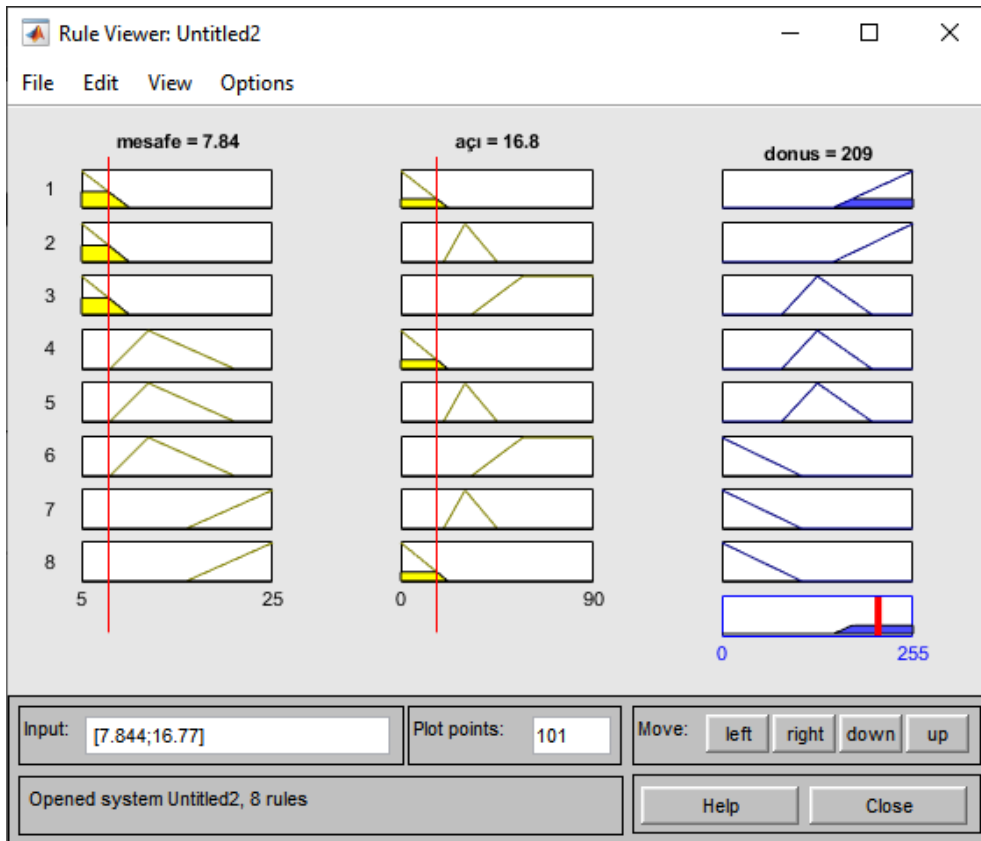 Rule Viewer: Untitled2
File Edit View Options
mesafe = 7.84 açı = 16.8 donus = 209
1
2
3
4
5
6
7
8
5 25 0 90
0 255
Input: [7.844;16.77] Plot points: 101 Move: left right down up
Opened system Untitled2, 8 rules Help Close